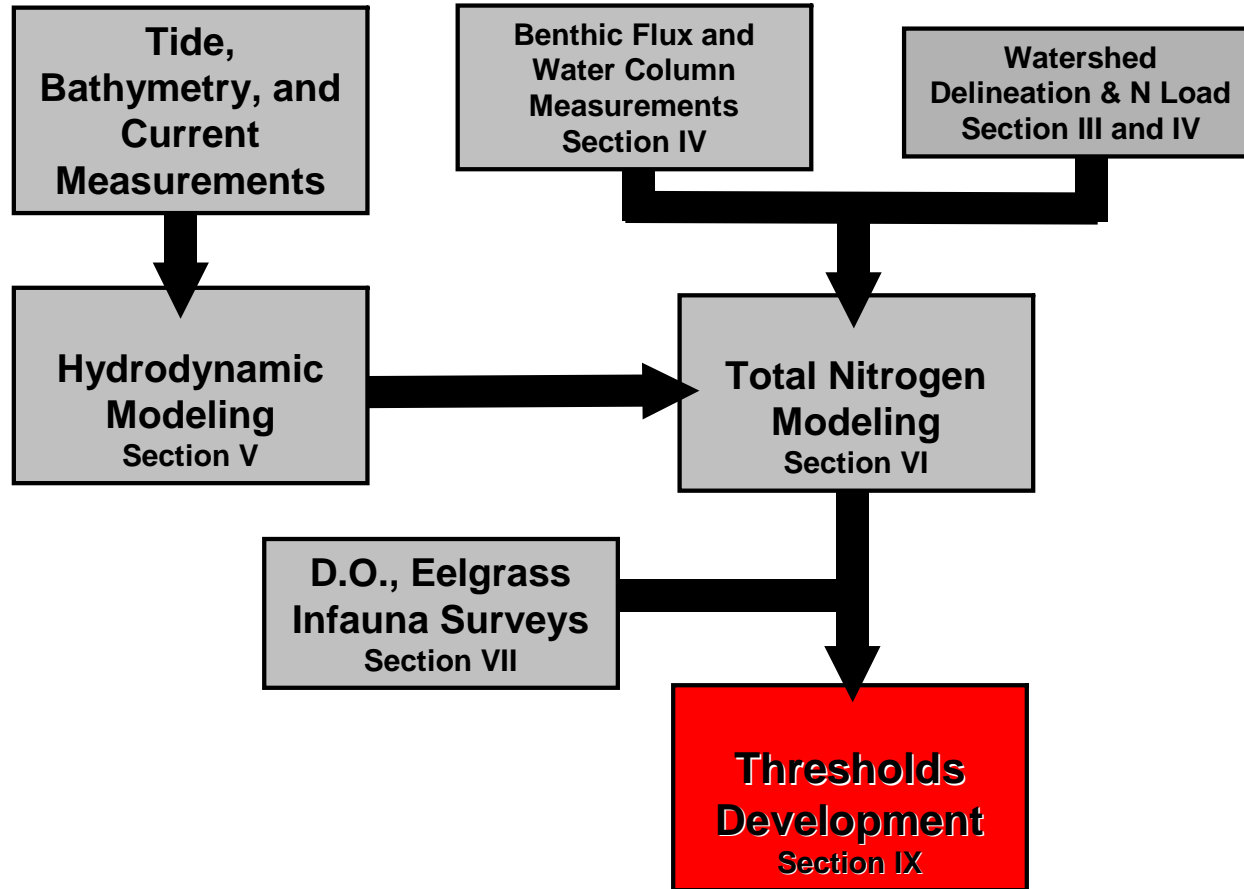 Tide,
Bathymetry, and
Current
Measurements
Benthic Flux and
Water Column
Measurements
Section IV
Watershed
Delineation & N Load
Section III and IV
Hydrodynamic
Modeling
Section V
Total Nitrogen
Modeling
Section VI
D.O., Eelgrass
Infauna Surveys
Section VII
Thresholds
Development
Section IX